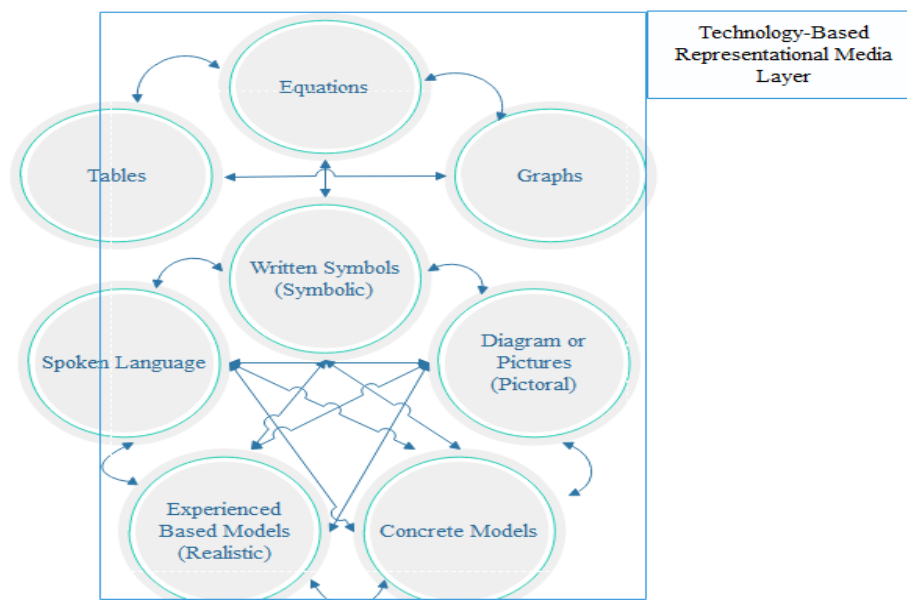 Technology-Based
Representational Media
Layer
Equations
Tables
Graphs
Written Symbols
(Symbolic)
Spoken Language
Diagram or
Pictures
(Pictoral)
Experienced
Based Models
(Realistic)
Concrete Models